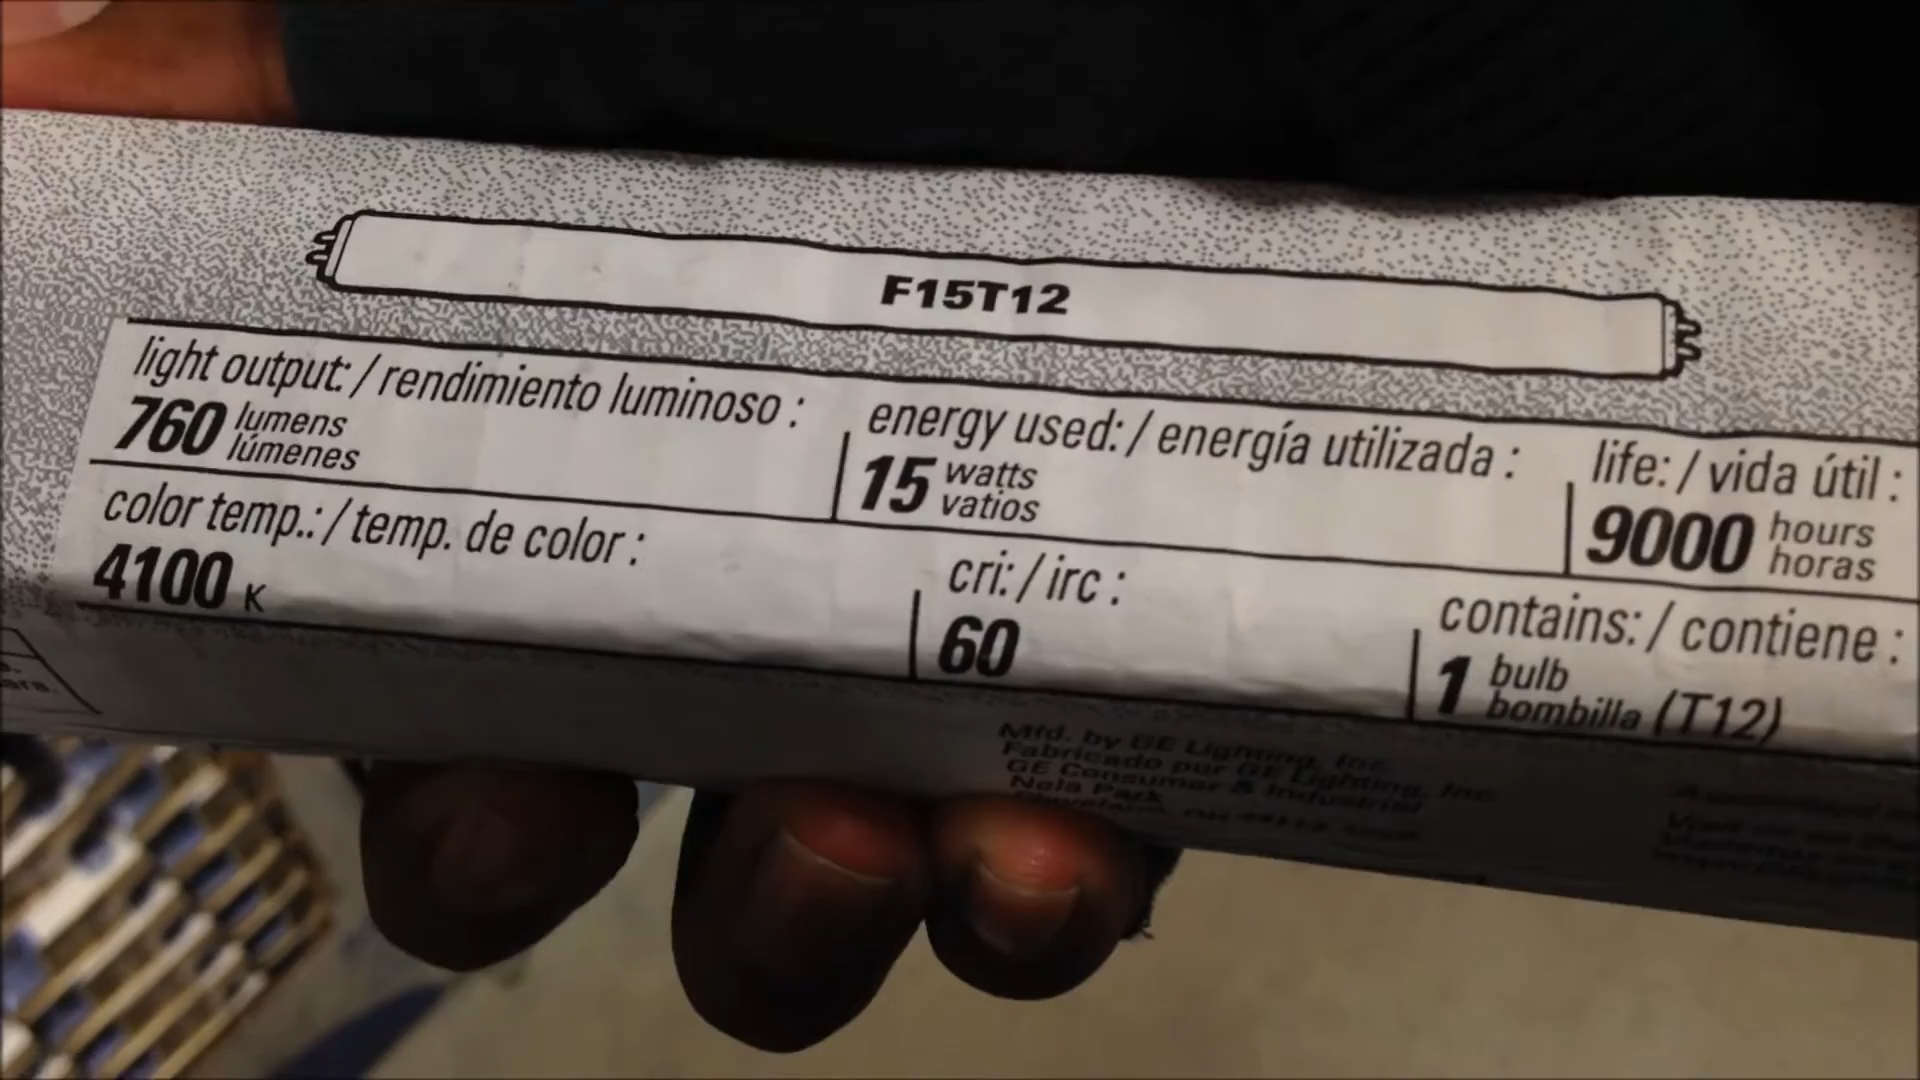 F15T12
light output: / rendimiento luminoso :
760 lumens
lúmenes
energy used: / energía utilizada :
15 watts
vatios
life: / vida útil :
9000 hours
horas
color temp.: / temp. de color :
4100 K
cri: / irc :
60
contains: / contiene :
1 bulb
bombilla (T12)
Mfd. by GE Lighting, Inc.
Fabricado por GE Lighting, Inc
GE Consumer & Industrial
Nela Park